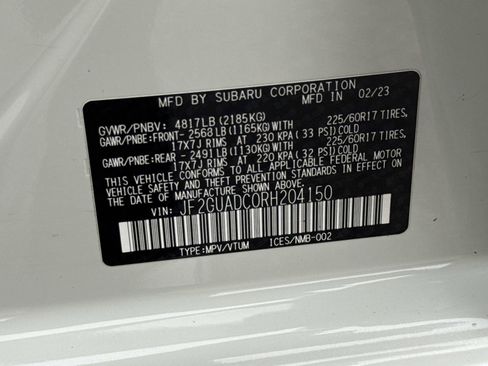 MFD BY SUBARU CORPORATION IN 02/23
GVWR/PNBV: 4817LB (2185KG)
GAWR/PNBE:FRONT- 2568LB (1165KG)WITH 225/60R17 TIRES,
17X7J RIMS AT 230 KPA (33 PSI)COLD
GAWR/PNBE:REAR - 2491LB (1130KG)WITH 225/60R17 TIRES,
17X7J RIMS AT 220 KPA (32 PSI)COLD
THIS VEHICLE CONFORMS TO ALL APPLICABLE FEDERAL MOTOR
VEHICLE SAFETY AND THEFT PREVENTION STANDARDS IN EFFECT ON
THE DATE OF MANUFACTURE SHOWN ABOVE.
VIN: JF2GUADC0RH204150
TYPE:MPV/VTUM ICES/NMB-002